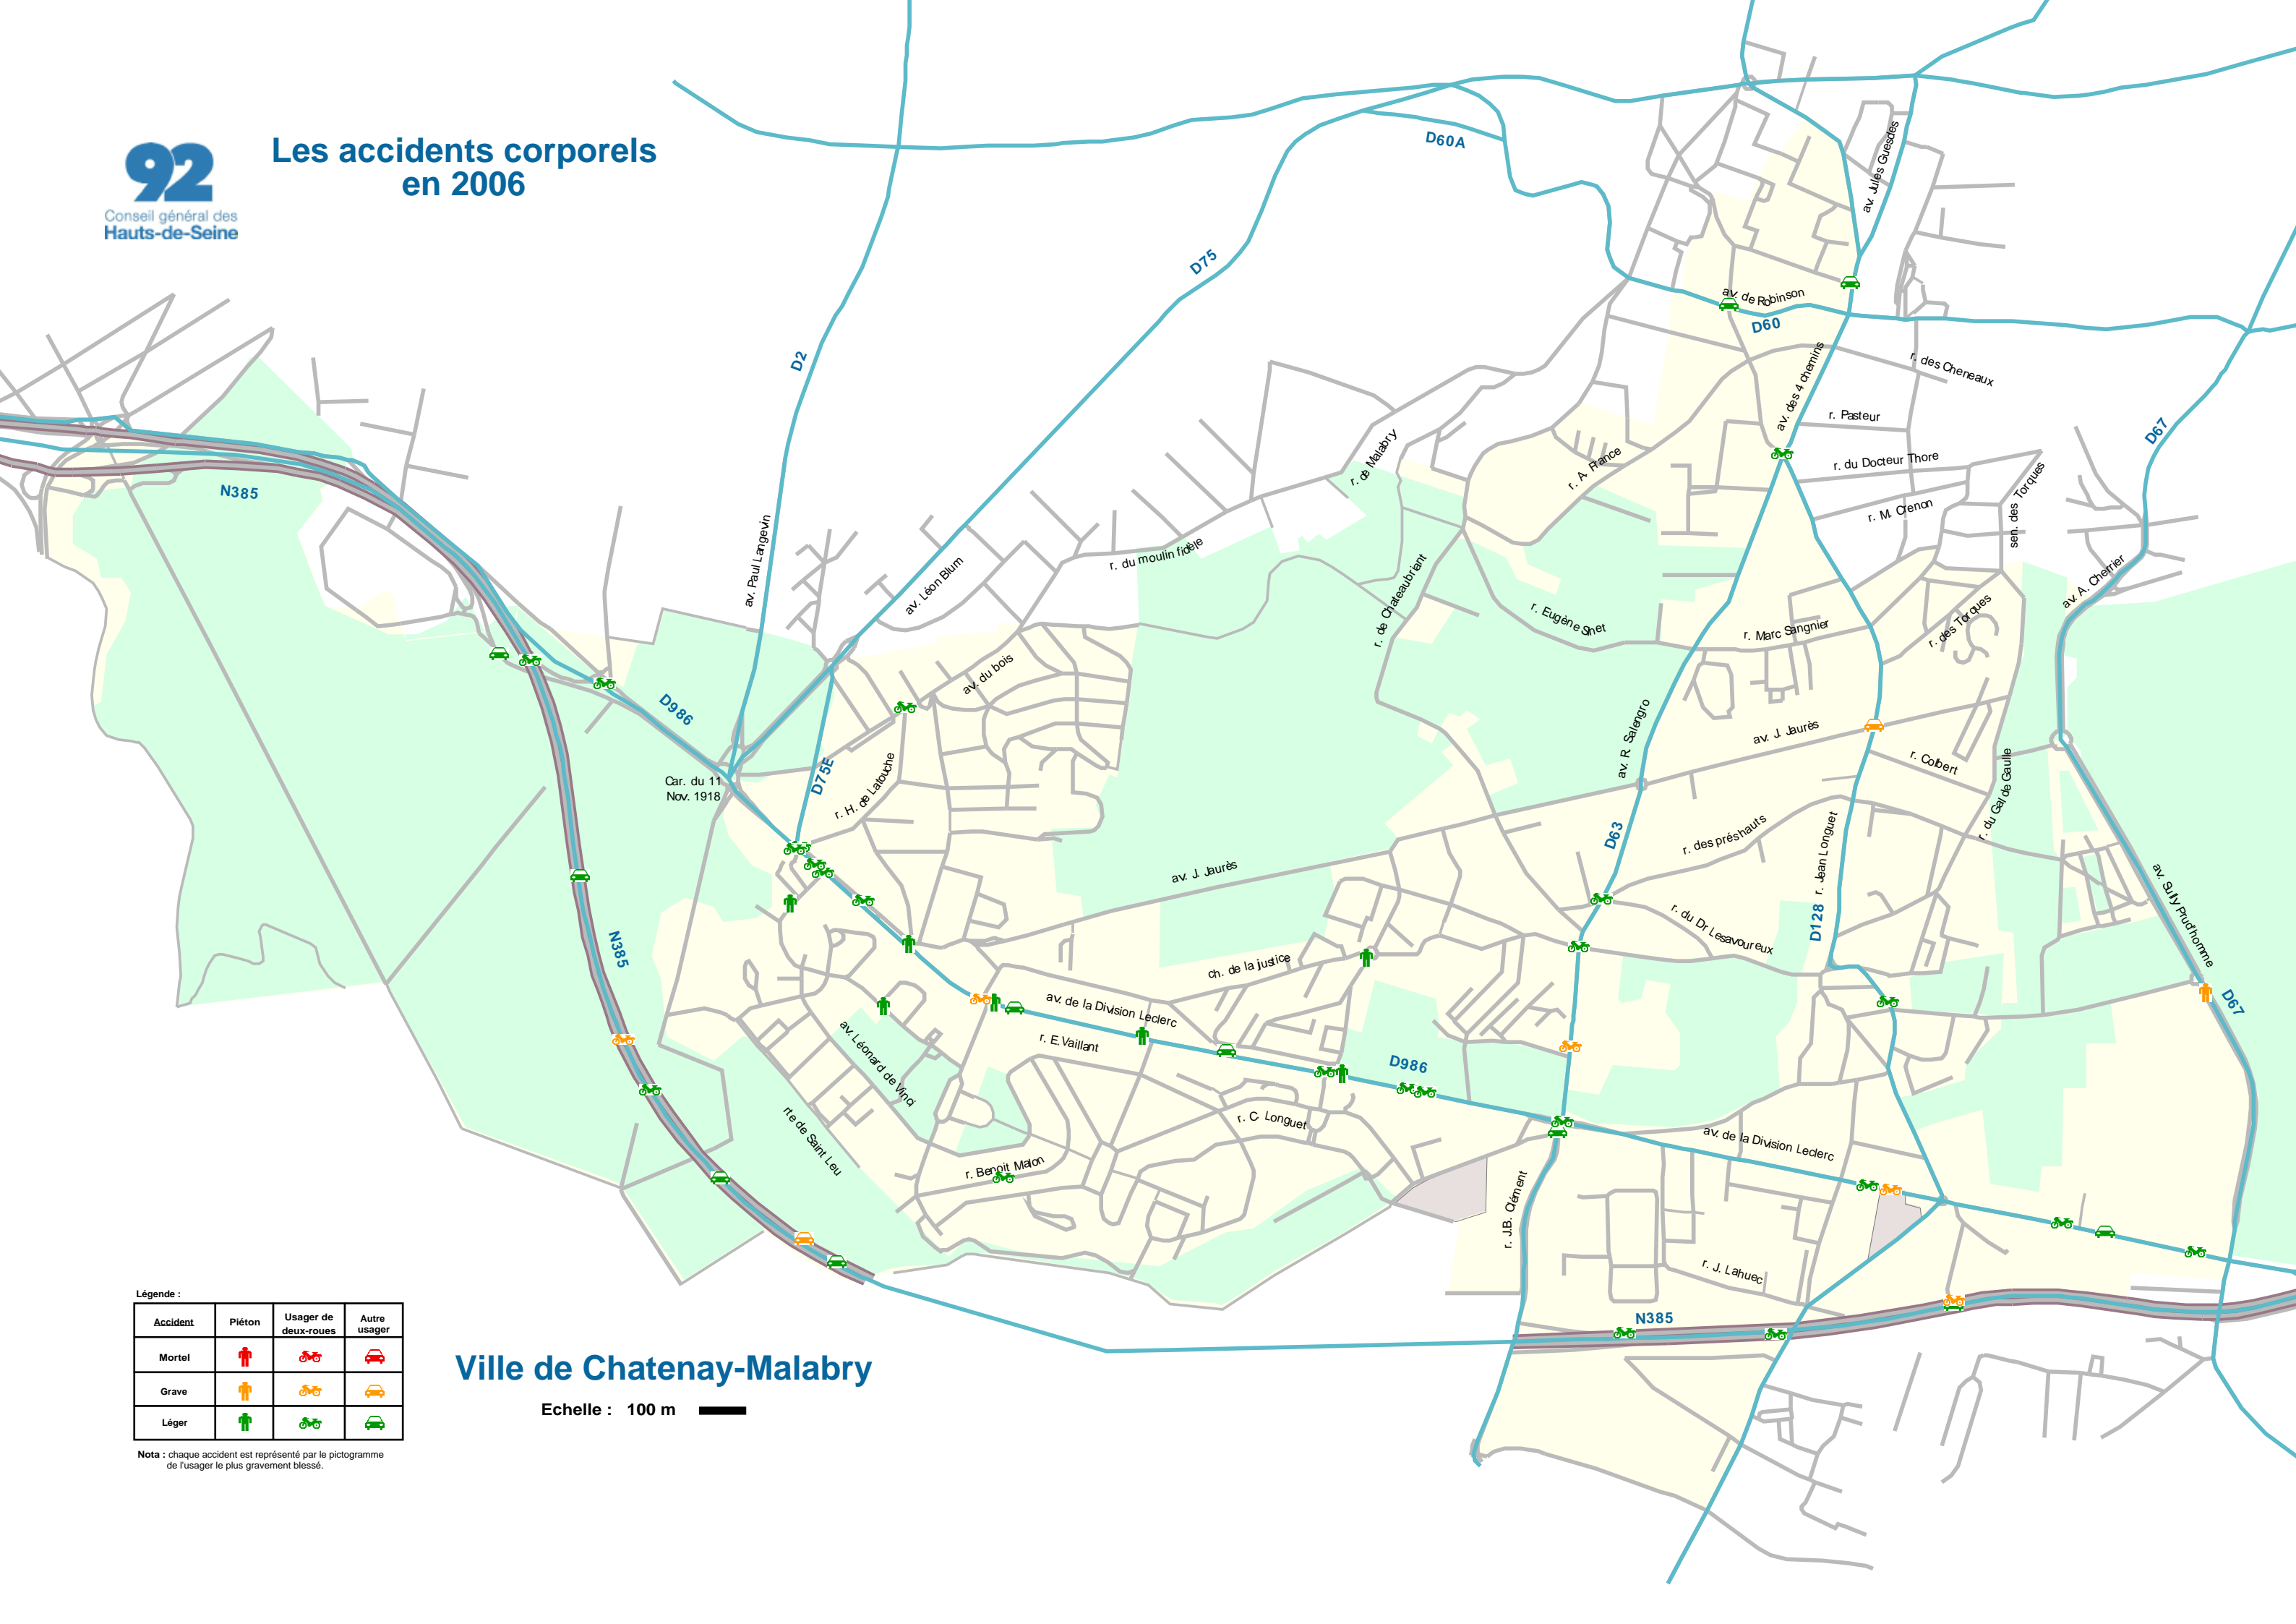 92
Conseil général des
Hauts-de-Seine
Les accidents corporels
en 2006
D60A
av. Jules Guesdes
D75
av. de Robinson
D60
D2
av. des 4 chemins
r. des Cheneaux
r. Pasteur
D67
r. de Malabry
r. A. France
r. du Docteur Thore
sen. des Torques
N385
r. M. Crenon
av. Paul Langevin
av. Léon Blum
r. du moulin fidèle
r. de Chateaubriant
av. A. Cherrier
r. Eugène Sinet
r. Marc Sangnier
r. des Torques
av. du bois
D986
av. R. Salengro
av. J. Jaurès
r. Colbert
Car. du 11
Nov. 1918
D75E
r. H. de Latouche
r. du Gal de Gaulle
D63
r. des préshauts
r. Jean Longuet
av. J. Jaurès
av. Sully Prudhomme
r. du Dr Lesavoureux
D128
N385
ch. de la justice
av. de la Division Leclerc
D67
r. E.Vaillant
av. Léonard de Vinci
D986
r. C. Longuet
rte de Saint Leu
av. de la Division Leclerc
r. Benoit Malon
r. J.B. Clément
r. J. Lahuec
N385
Légende :
Accident
Piéton
Usager de
deux-roues
Autre
usager
Mortel
Grave
Léger
Nota : chaque accident est représenté par le pictogramme
de l'usager le plus gravement blessé.
Ville de Chatenay-Malabry
Echelle : 100 m